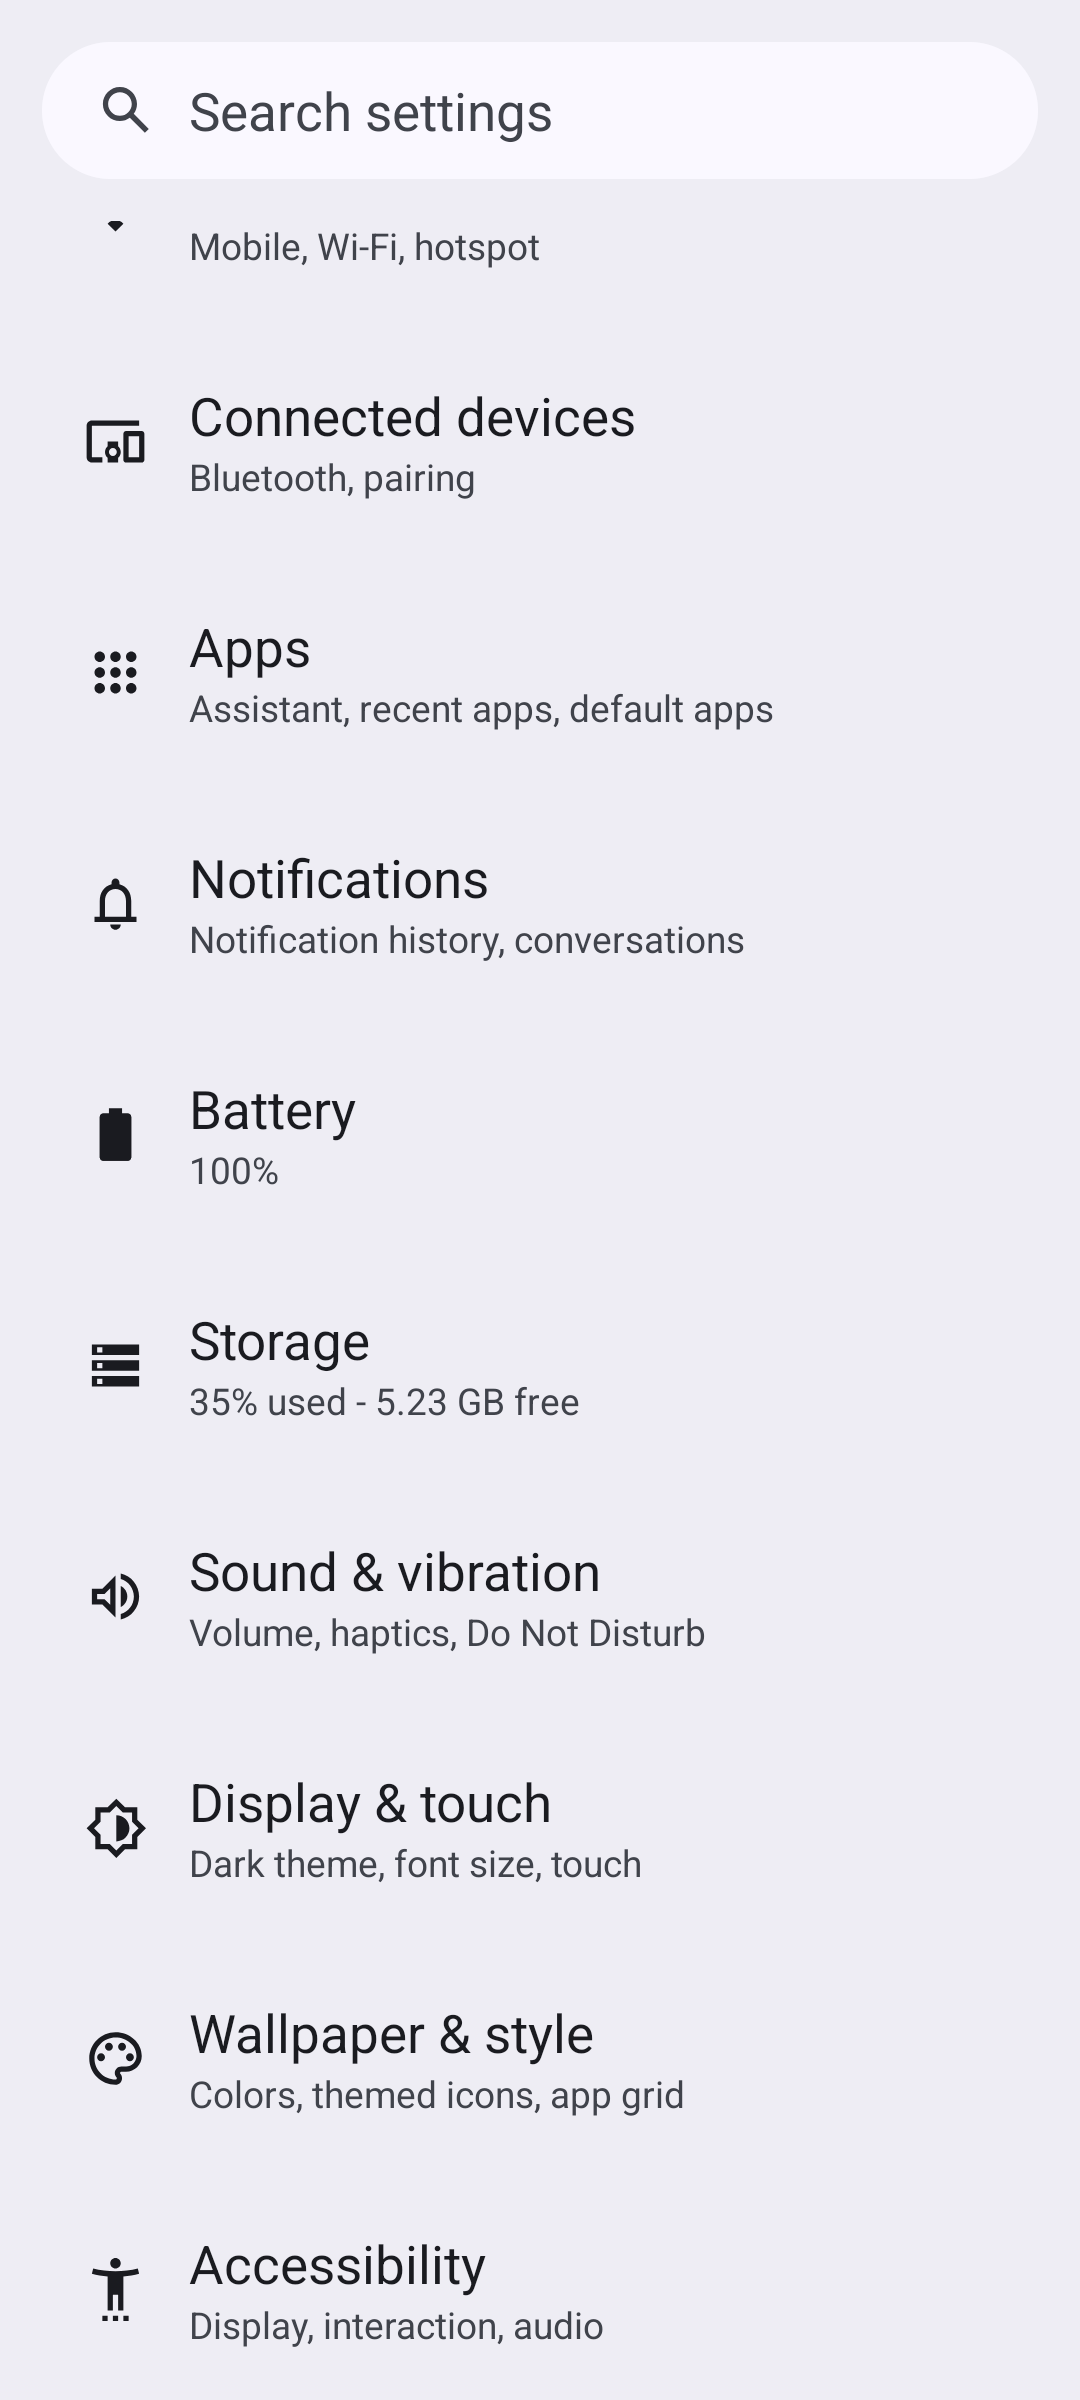 Search settings
Mobile, Wi-Fi, hotspot
Connected devices
Bluetooth, pairing
Apps
Assistant, recent apps, default apps
Notifications
Notification history, conversations
Battery
100%
Storage
35% used - 5.23 GB free
Sound & vibration
Volume, haptics, Do Not Disturb
Display & touch
Dark theme, font size, touch
Wallpaper & style
Colors, themed icons, app grid
Accessibility
Display, interaction, audio